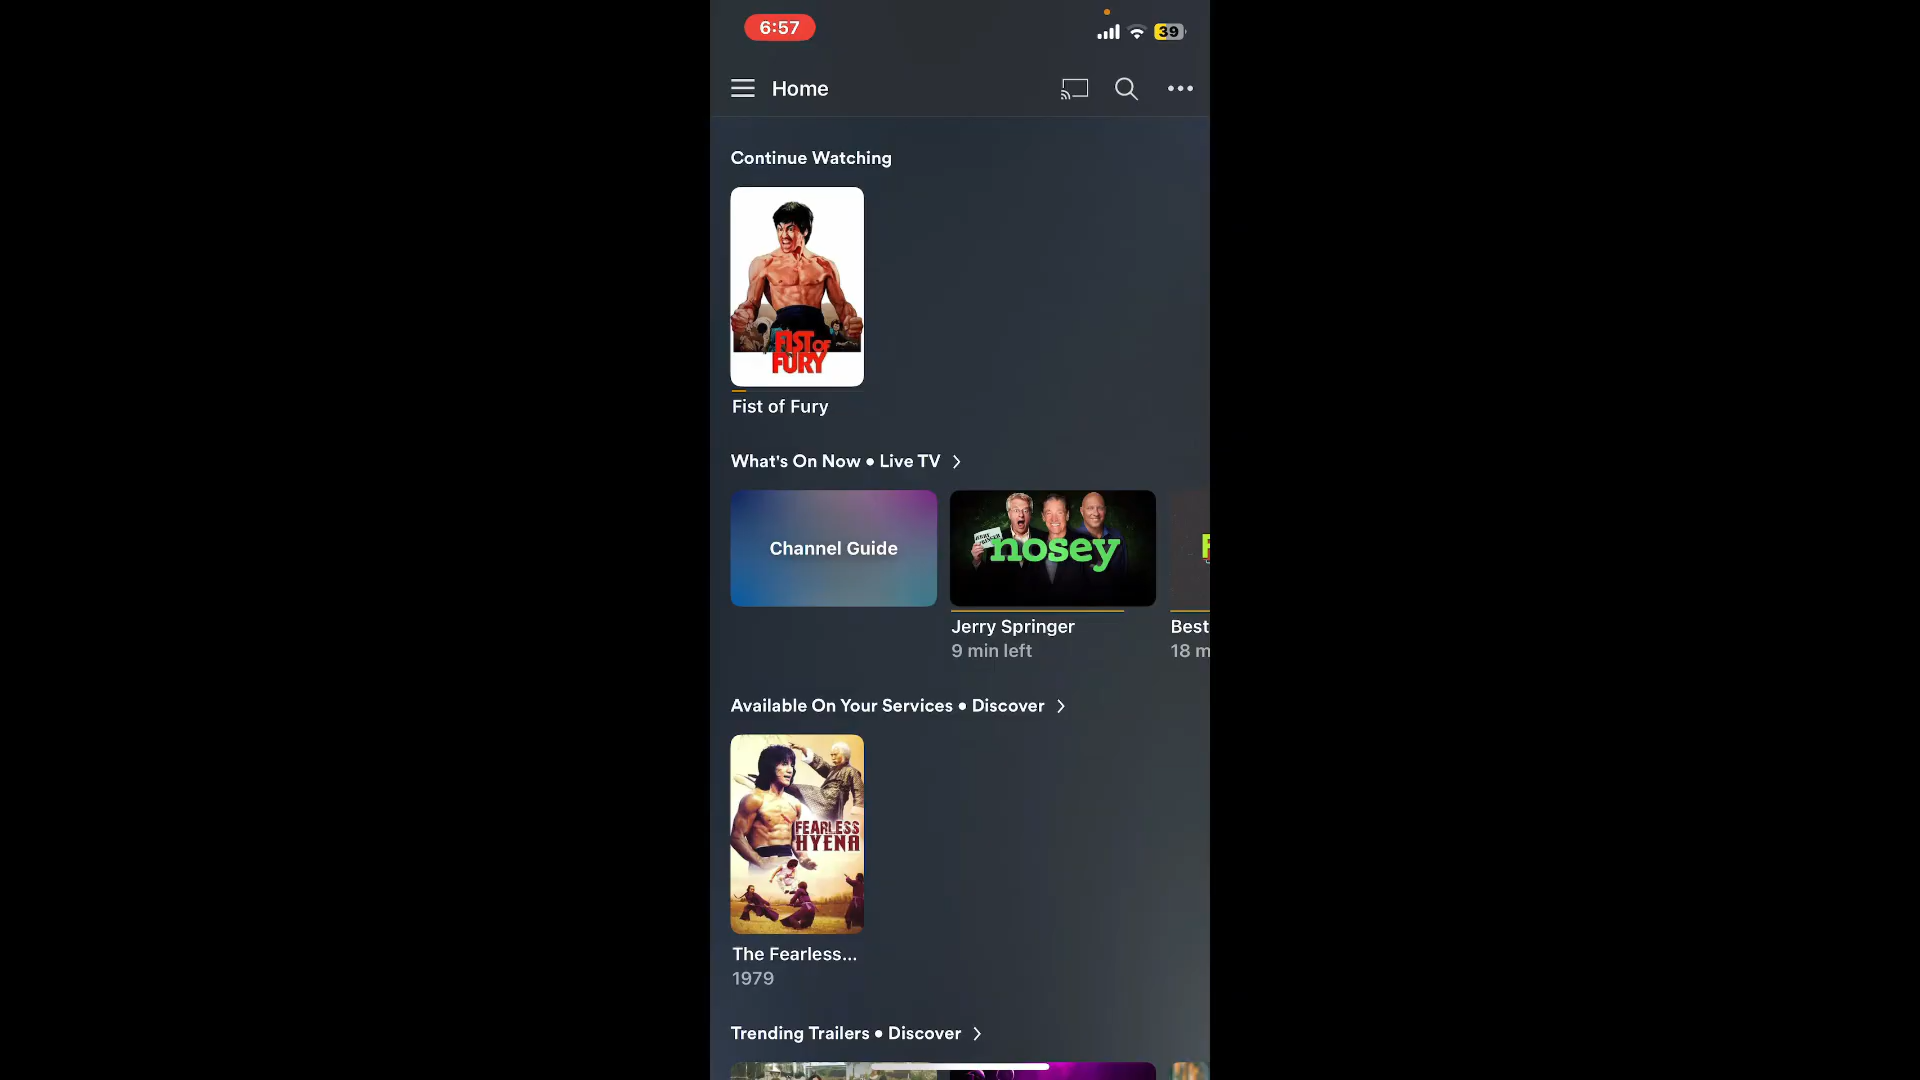 6:57
39
Home
Continue Watching
FIST OF
FURY
Fist of Fury
What's On Now • Live TV
Channel Guide
nosey
Jerry Springer
9 min left
Best
18 m
Available On Your Services • Discover
FEARLESS
HYENA
The Fearless...
1979
Trending Trailers • Discover